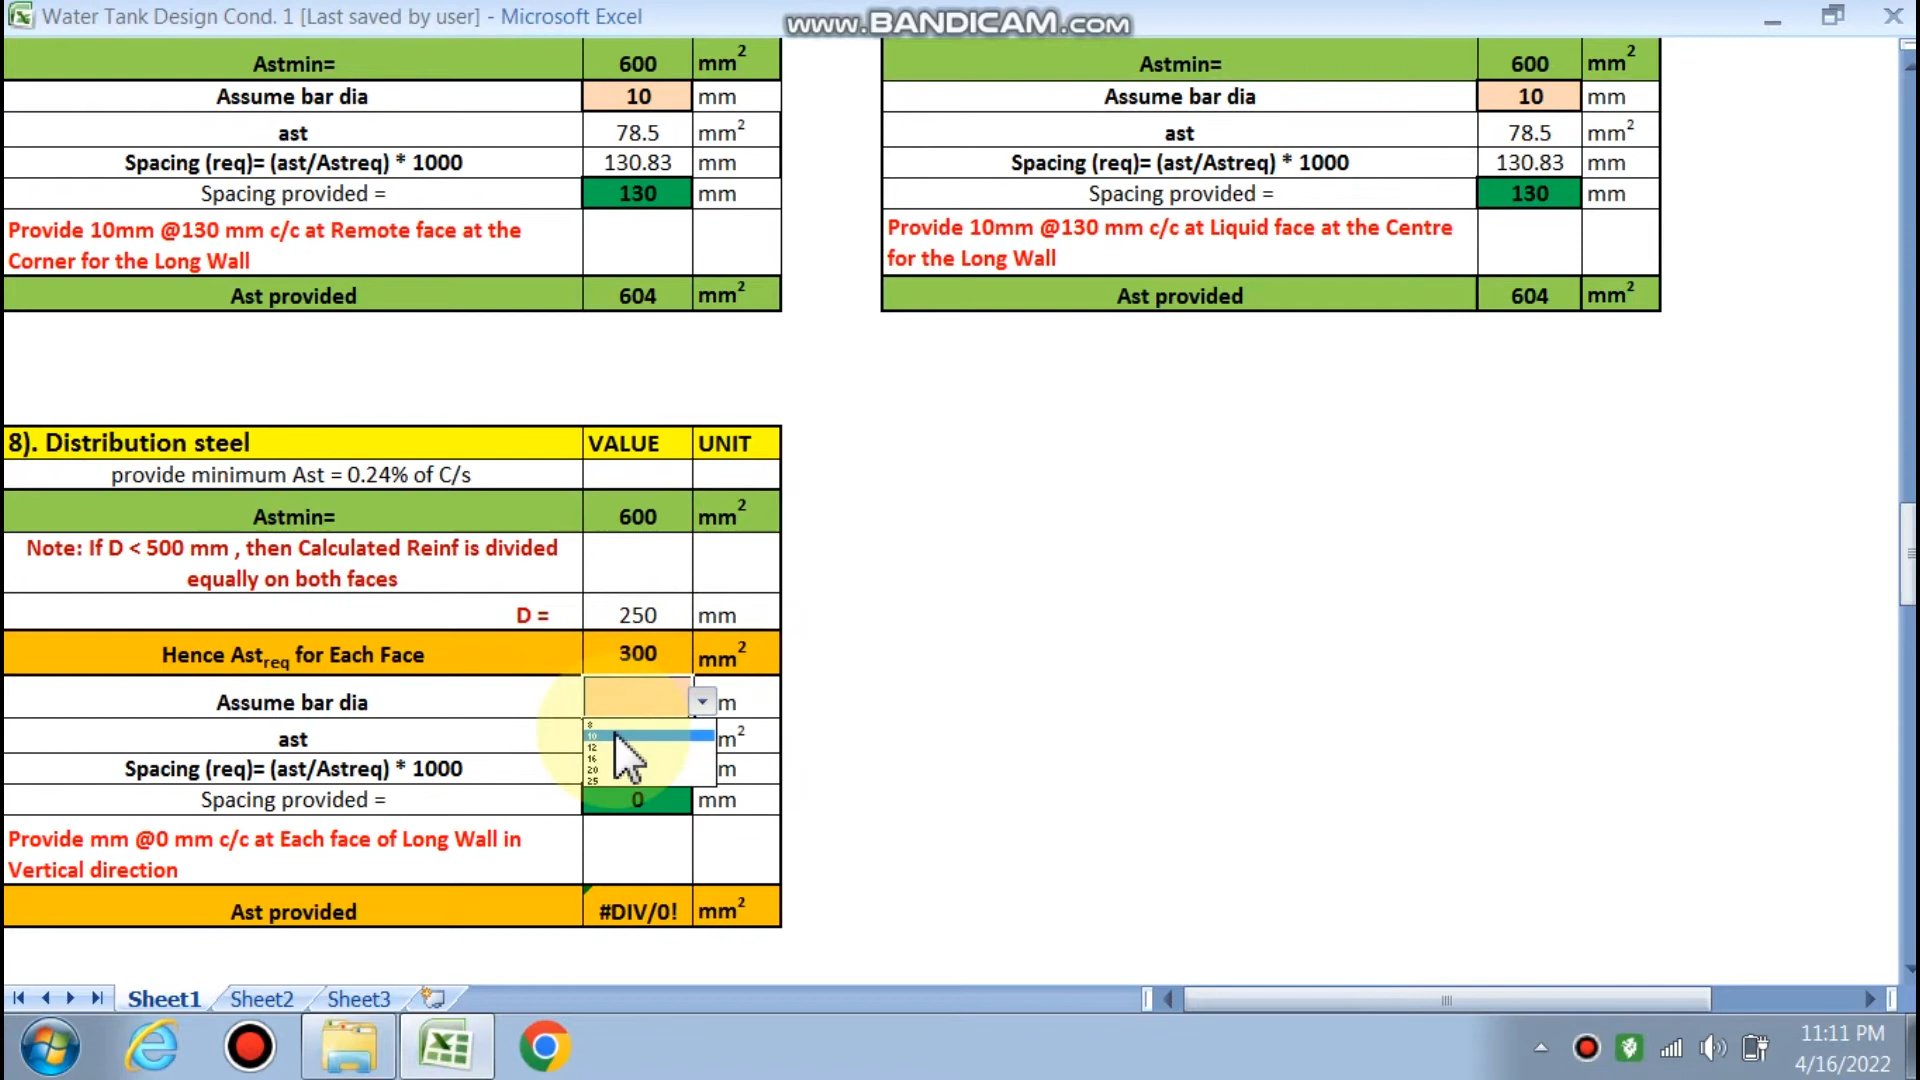 Water Tank Design Cond. 1 [Last saved by user] - Microsoft Excel
www.BANDICAM.com
Astmin= 600 mm2
Assume bar dia 10 mm
ast 78.5 mm2
Spacing (req)= (ast/Astreq) * 1000 130.83 mm
Spacing provided = 130 mm
Provide 10mm @130 mm c/c at Remote face at the
Corner for the Long Wall
Ast provided 604 mm2
Astmin= 600 mm2
Assume bar dia 10 mm
ast 78.5 mm2
Spacing (req)= (ast/Astreq) * 1000 130.83 mm
Spacing provided = 130 mm
Provide 10mm @130 mm c/c at Liquid face at the Centre
for the Long Wall
Ast provided 604 mm2
8). Distribution steel VALUE UNIT
provide minimum Ast = 0.24% of C/s
Astmin= 600 mm2
Note: If D < 500 mm , then Calculated Reinf is divided
equally on both faces
D = 250 mm
Hence Astreq for Each Face 300 mm2
Assume bar dia m
8
10
12
16
20
25
ast m2
Spacing (req)= (ast/Astreq) * 1000 m
Spacing provided = 0 mm
Provide mm @0 mm c/c at Each face of Long Wall in
Vertical direction
Ast provided #DIV/0! mm2
Sheet1 Sheet2 Sheet3
11:11 PM
4/16/2022